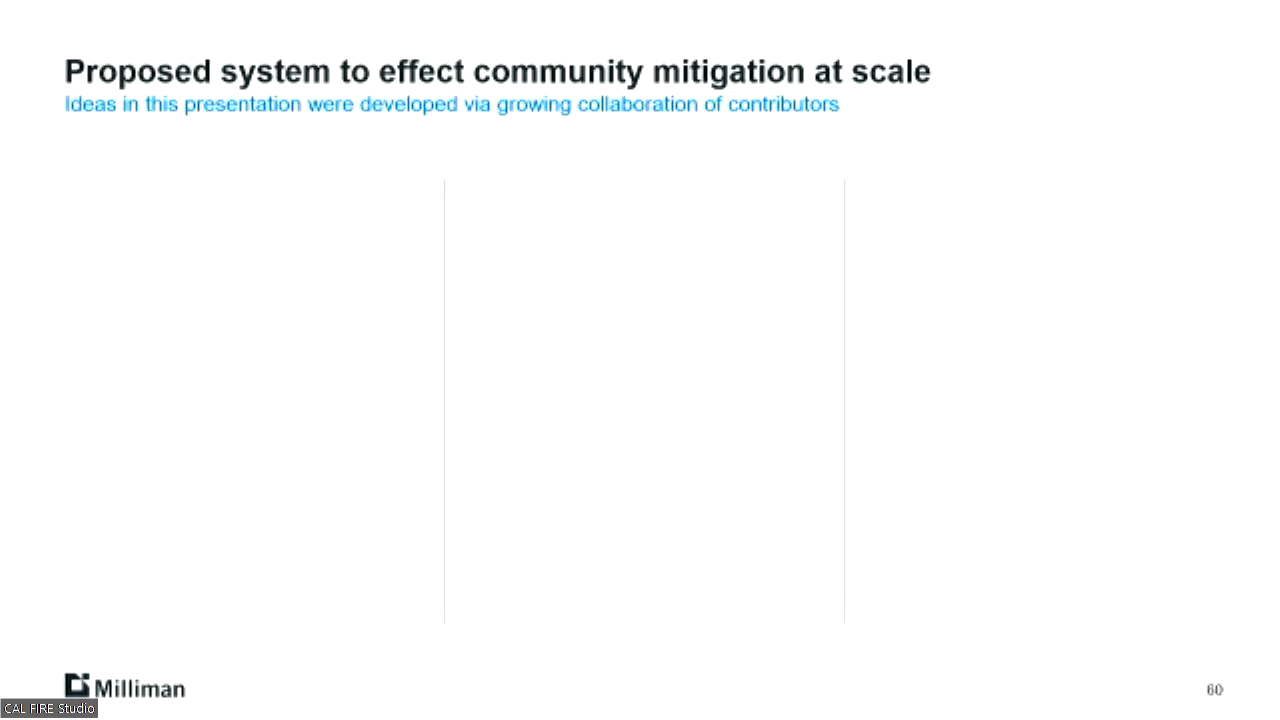 Proposed system to effect community mitigation at scale
Ideas in this presentation were developed via growing collaboration of contributors
Milliman
CAL FIRE Studio
60